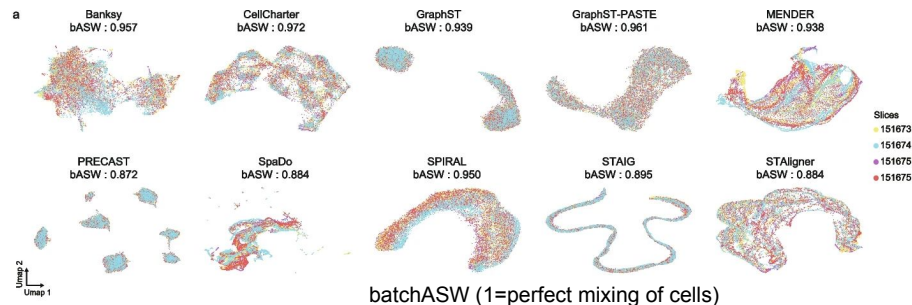 a
Banksy
bASW : 0.957
CellCharter
bASW : 0.972
GraphST
bASW : 0.939
GraphST-PASTE
bASW : 0.961
MENDER
bASW : 0.938
Slices
151673
151674
151675
151675
PRECAST
bASW : 0.872
SpaDo
bASW : 0.884
SPIRAL
bASW : 0.950
STAIG
bASW : 0.895
STAligner
bASW : 0.884
Umap 2
Umap 1
batchASW (1=perfect mixing of cells)